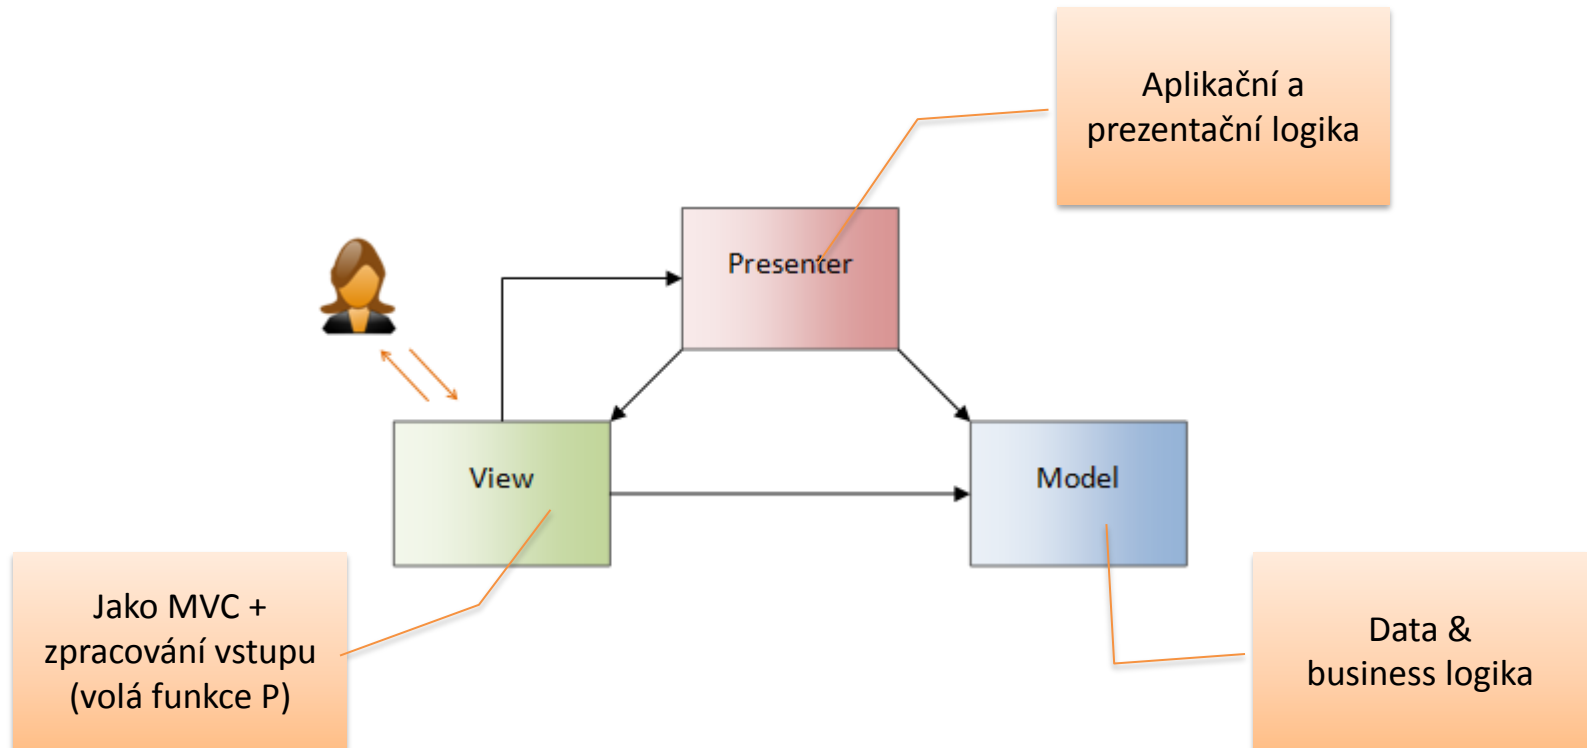 Aplikační a
prezentační logika
Presenter
View
Model
Jako MVC +
zpracování vstupu
(volá funkce P)
Data &
business logika